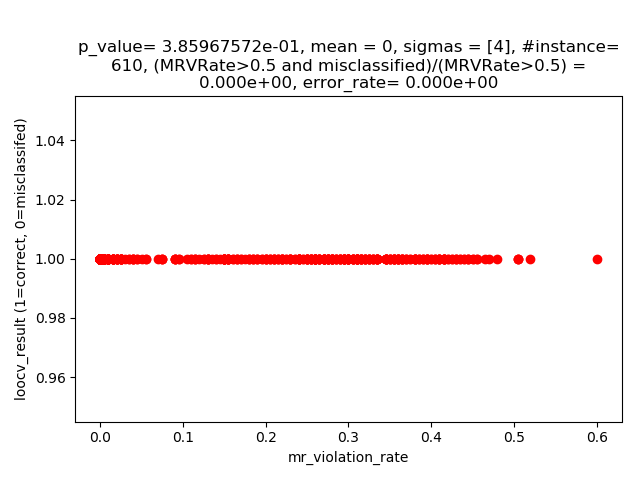 p_value= 3.85967572e-01, mean = 0, sigmas = [4], #instance=
610, (MRVRate>0.5 and misclassified)/(MRVRate>0.5) =
0.000e+00, error_rate= 0.000e+00
loocv_result (1=correct, 0=misclassifed)
1.04
1.02
1.00
0.98
0.96
0.0 0.1 0.2 0.3 0.4 0.5 0.6
mr_violation_rate